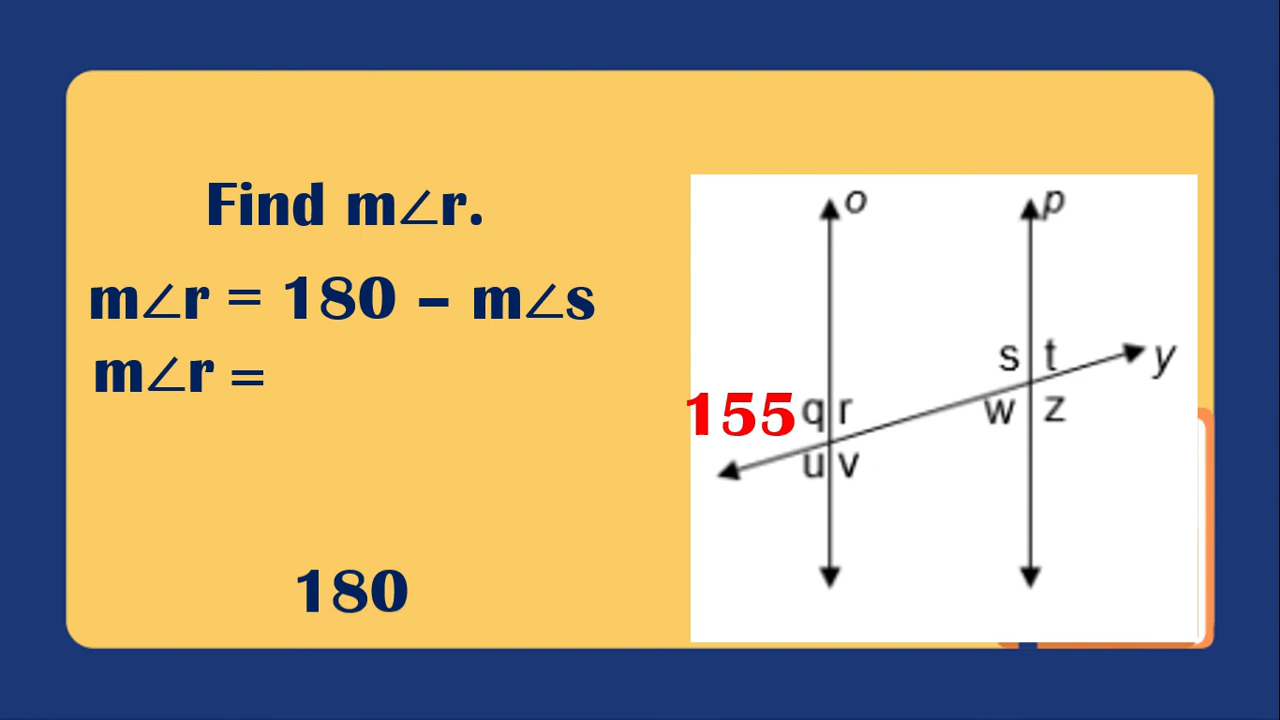 Find m∠r.
m∠r = 180 – m∠s
m∠r =
180
o p
s t y
155 q r w z
u v